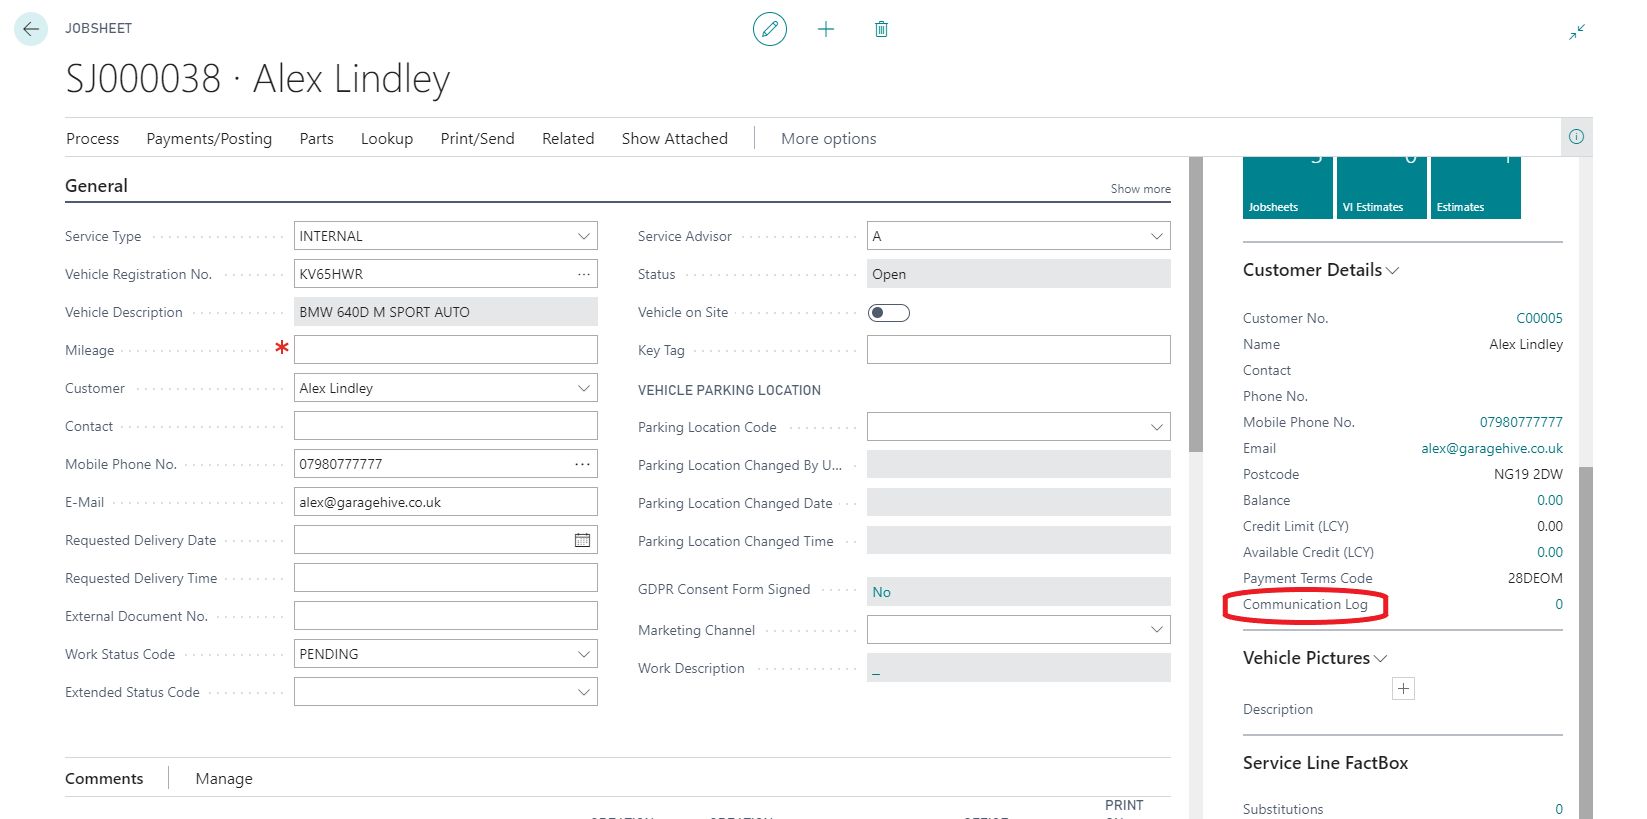 JOBSHEET
SJ000038 · Alex Lindley
Process Payments/Posting Parts Lookup Print/Send Related Show Attached More options
General
Show more
Service Type INTERNAL
Vehicle Registration No. KV65HWR
Vehicle Description BMW 640D M SPORT AUTO
Mileage *
Customer Alex Lindley
Contact
Mobile Phone No. 07980777777
E-Mail alex@garagehive.co.uk
Requested Delivery Date
Requested Delivery Time
External Document No.
Work Status Code PENDING
Extended Status Code
Service Advisor A
Status Open
Vehicle on Site
Key Tag
VEHICLE PARKING LOCATION
Parking Location Code
Parking Location Changed By U...
Parking Location Changed Date
Parking Location Changed Time
GDPR Consent Form Signed No
Marketing Channel
Work Description _
Comments Manage
PRINT
Jobsheets VI Estimates Estimates
Customer Details
Customer No. C00005
Name Alex Lindley
Contact
Phone No.
Mobile Phone No. 07980777777
Email alex@garagehive.co.uk
Postcode NG19 2DW
Balance 0.00
Credit Limit (LCY) 0.00
Available Credit (LCY) 0.00
Payment Terms Code 28DEOM
Communication Log 0
Vehicle Pictures
Description
Service Line FactBox
Substitutions 0